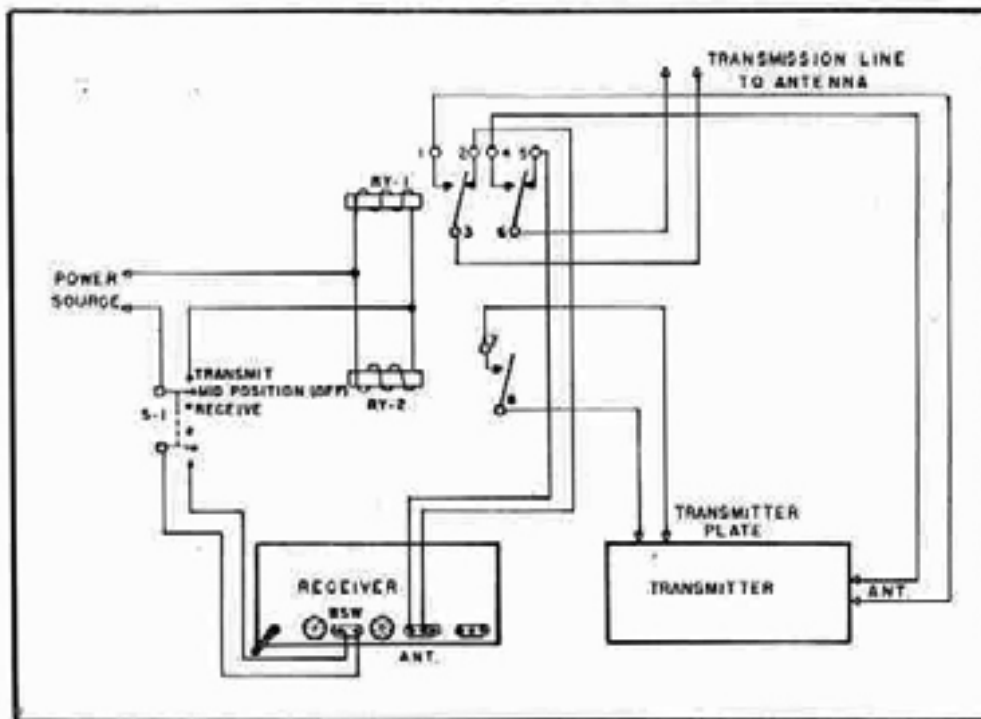 TRANSMISSION LINE
TO ANTENNA
1
2
4
5
RY-1
3
6
POWER
SOURCE
7
TRANSMIT
MID POSITION (OFF)
RECEIVE
RY-2
8
S-1
TRANSMITTER
PLATE
RECEIVER
TRANSMITTER
ANT.
BSW
ANT.